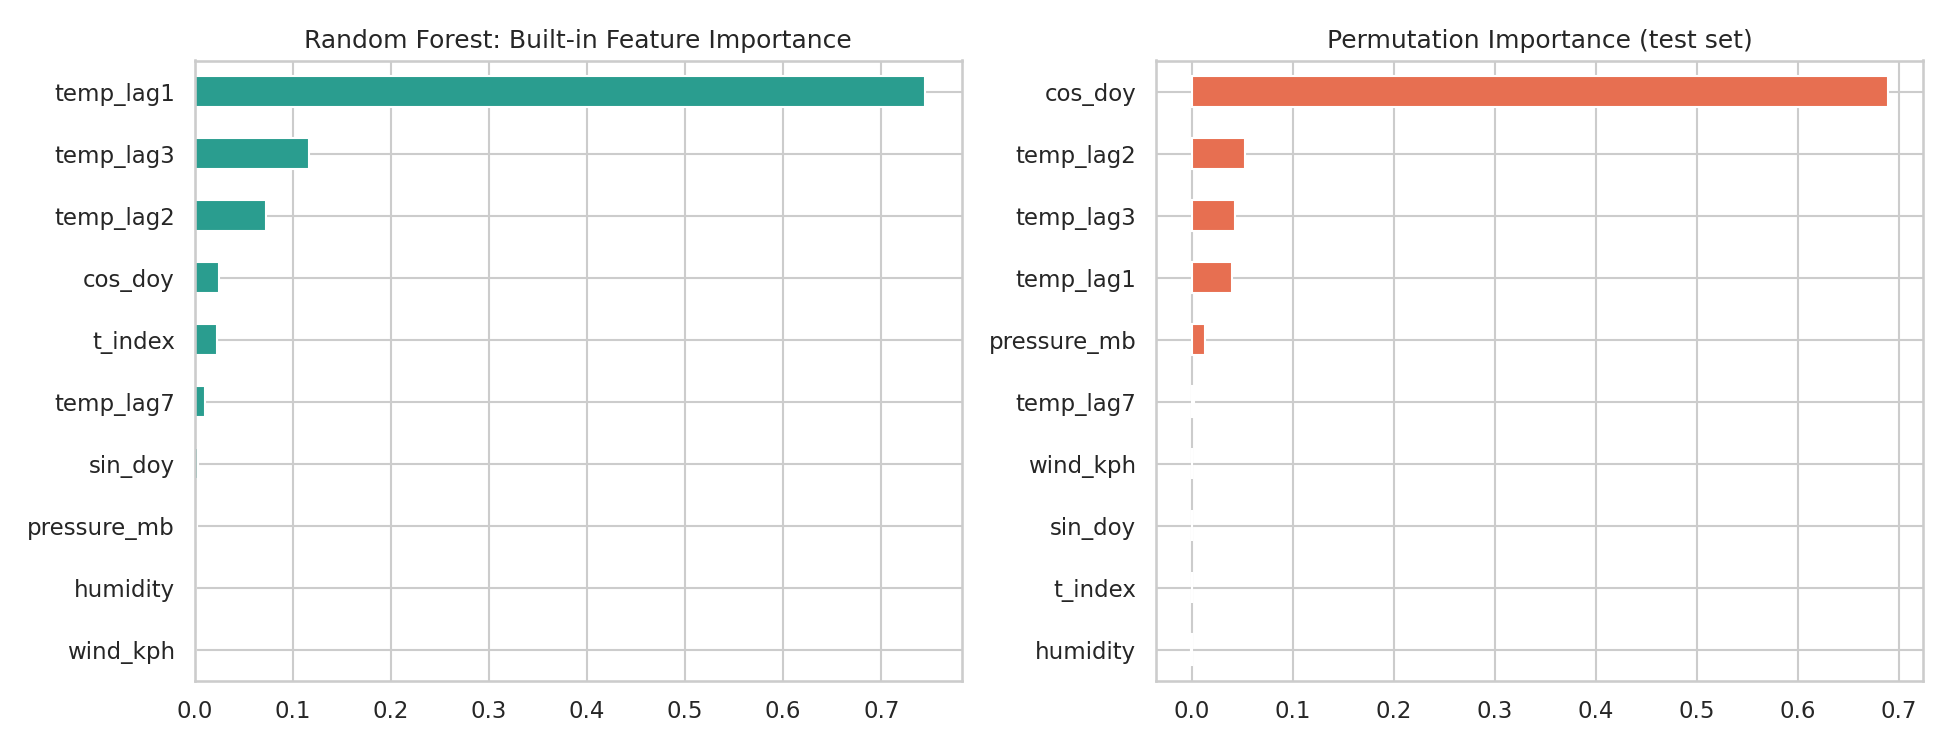 Random Forest: Built-in Feature Importance
temp_lag1
temp_lag3
temp_lag2
cos_doy
t_index
temp_lag7
sin_doy
pressure_mb
humidity
wind_kph
0.0 0.1 0.2 0.3 0.4 0.5 0.6 0.7
Permutation Importance (test set)
cos_doy
temp_lag2
temp_lag3
temp_lag1
pressure_mb
temp_lag7
wind_kph
sin_doy
t_index
humidity
0.0 0.1 0.2 0.3 0.4 0.5 0.6 0.7